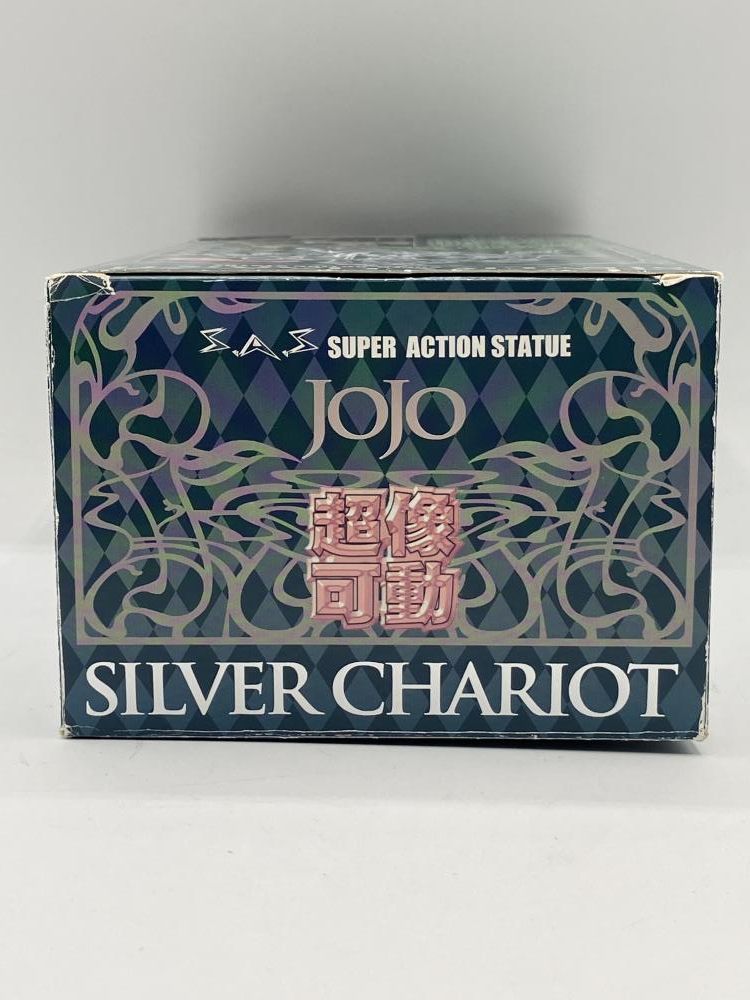 S.A.S SUPER ACTION STATUE
JOJO
超像
可動
SILVER CHARIOT